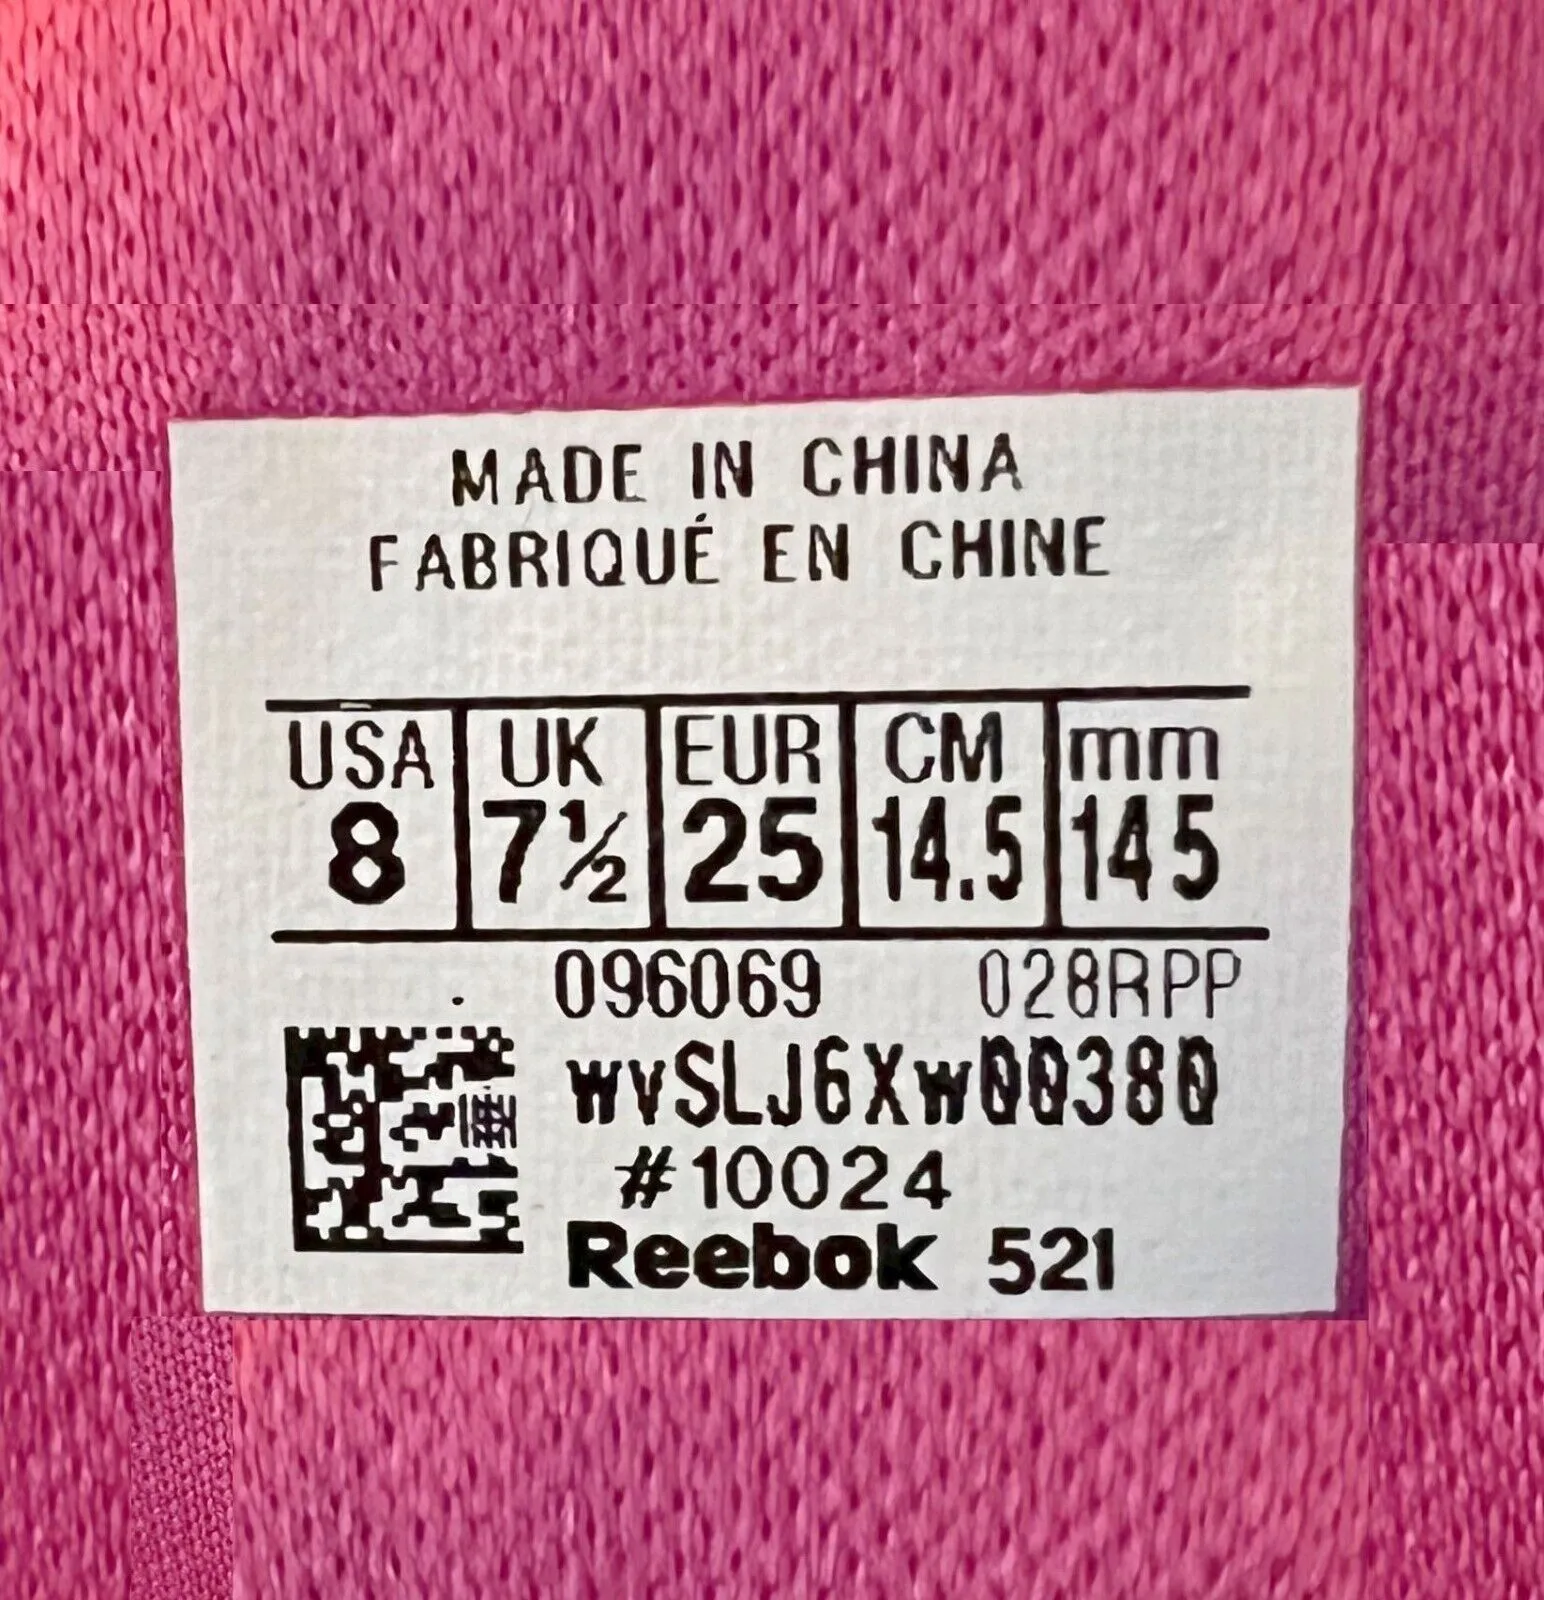 MADE IN CHINA
FABRIQUÉ EN CHINE
USA UK EUR CM mm
8 7½ 25 14.5 145
096069 028RPP
wvSLJ6Xw00380
#10024
Reebok 521